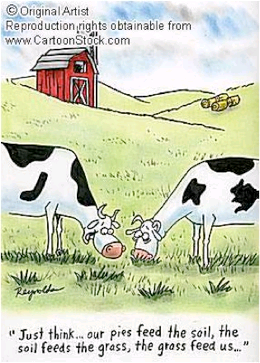 © Original Artist
Reproduction rights obtainable from
www.CartoonStock.com
Reynolds
" Just think... our pies feed the soil, the
soil feeds the grass, the grass feed us..."